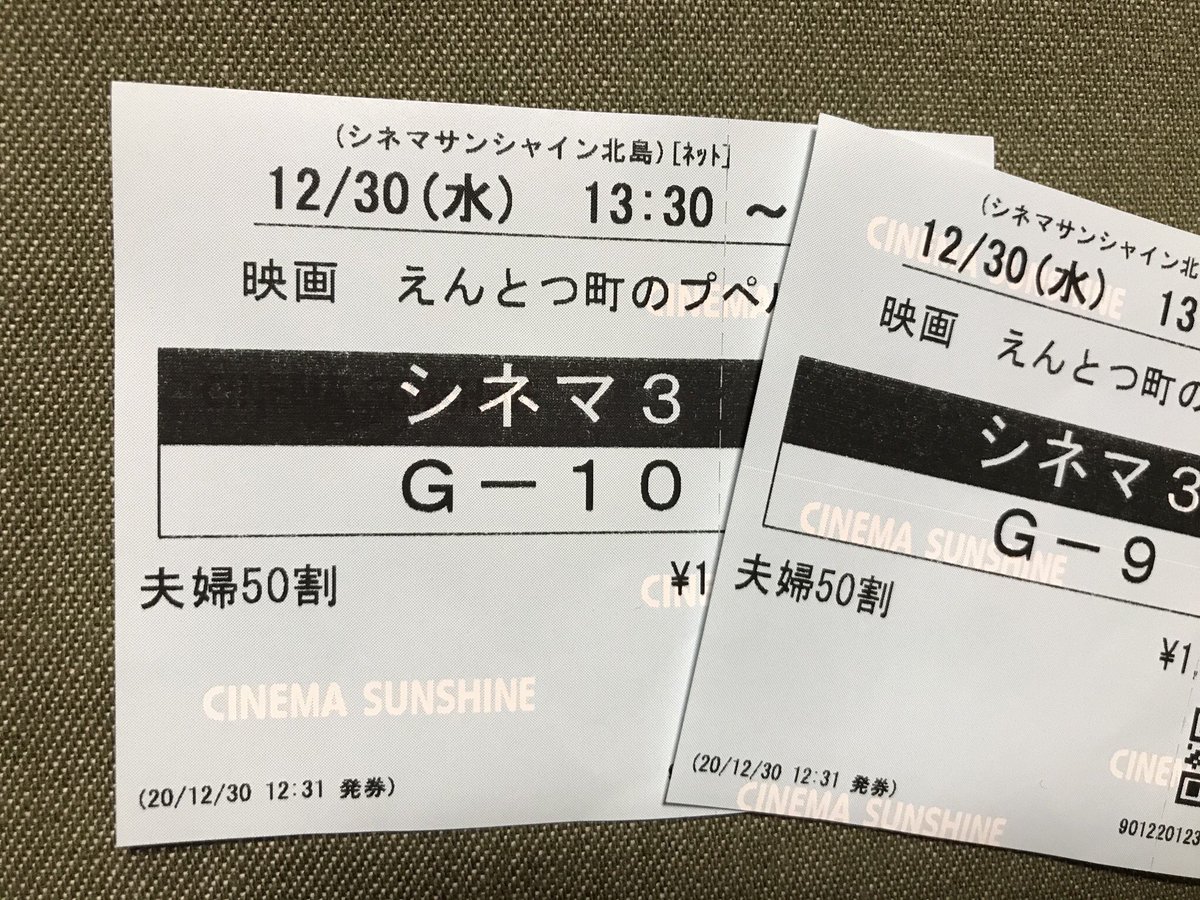 (シネマサンシャイン北島)[ネット]
12/30(水) 13:30 ～
映画 えんとつ町のプペル
シネマ３
Ｇ－１０
夫婦50割 ¥1
CINEMA SUNSHINE
(20/12/30 12:31 発券)
(シネマサンシャイン北
12/30(水) 13
映画 えんとつ町の
シネマ３
Ｇ－９
CINEMA SUNSHINE
夫婦50割
¥1,
(20/12/30 12:31 発券)
CINEMA SUNSHINE
901220123